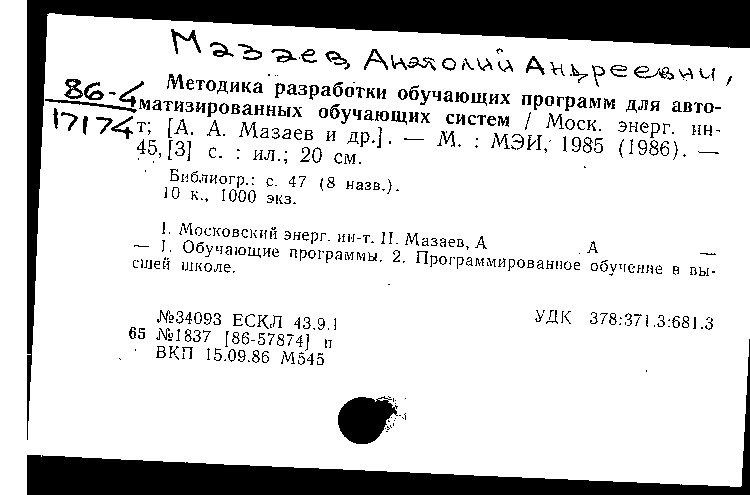 Мазаев Анатолий Андреевич,
86-4
17174
Методика разработки обучающих программ для авто-
матизированных обучающих систем / Моск. энерг. ин-
т; [А. А. Мазаев и др.]. — М. : МЭИ, 1985 (1986). —
45,[3] с. : ил.; 20 см.
Библиогр.: с. 47 (8 назв.).
10 к., 1000 экз.
I. Московский энерг. ин-т. II. Мазаев, А А —
— 1. Обучающие программы. 2. Программированное обучение в вы-
сшей школе.
№34093 ЕСКЛ 43.9.1 УДК 378:371.3:681.3
65 №1837 [86-57874] п
ВКП 15.09.86 М545